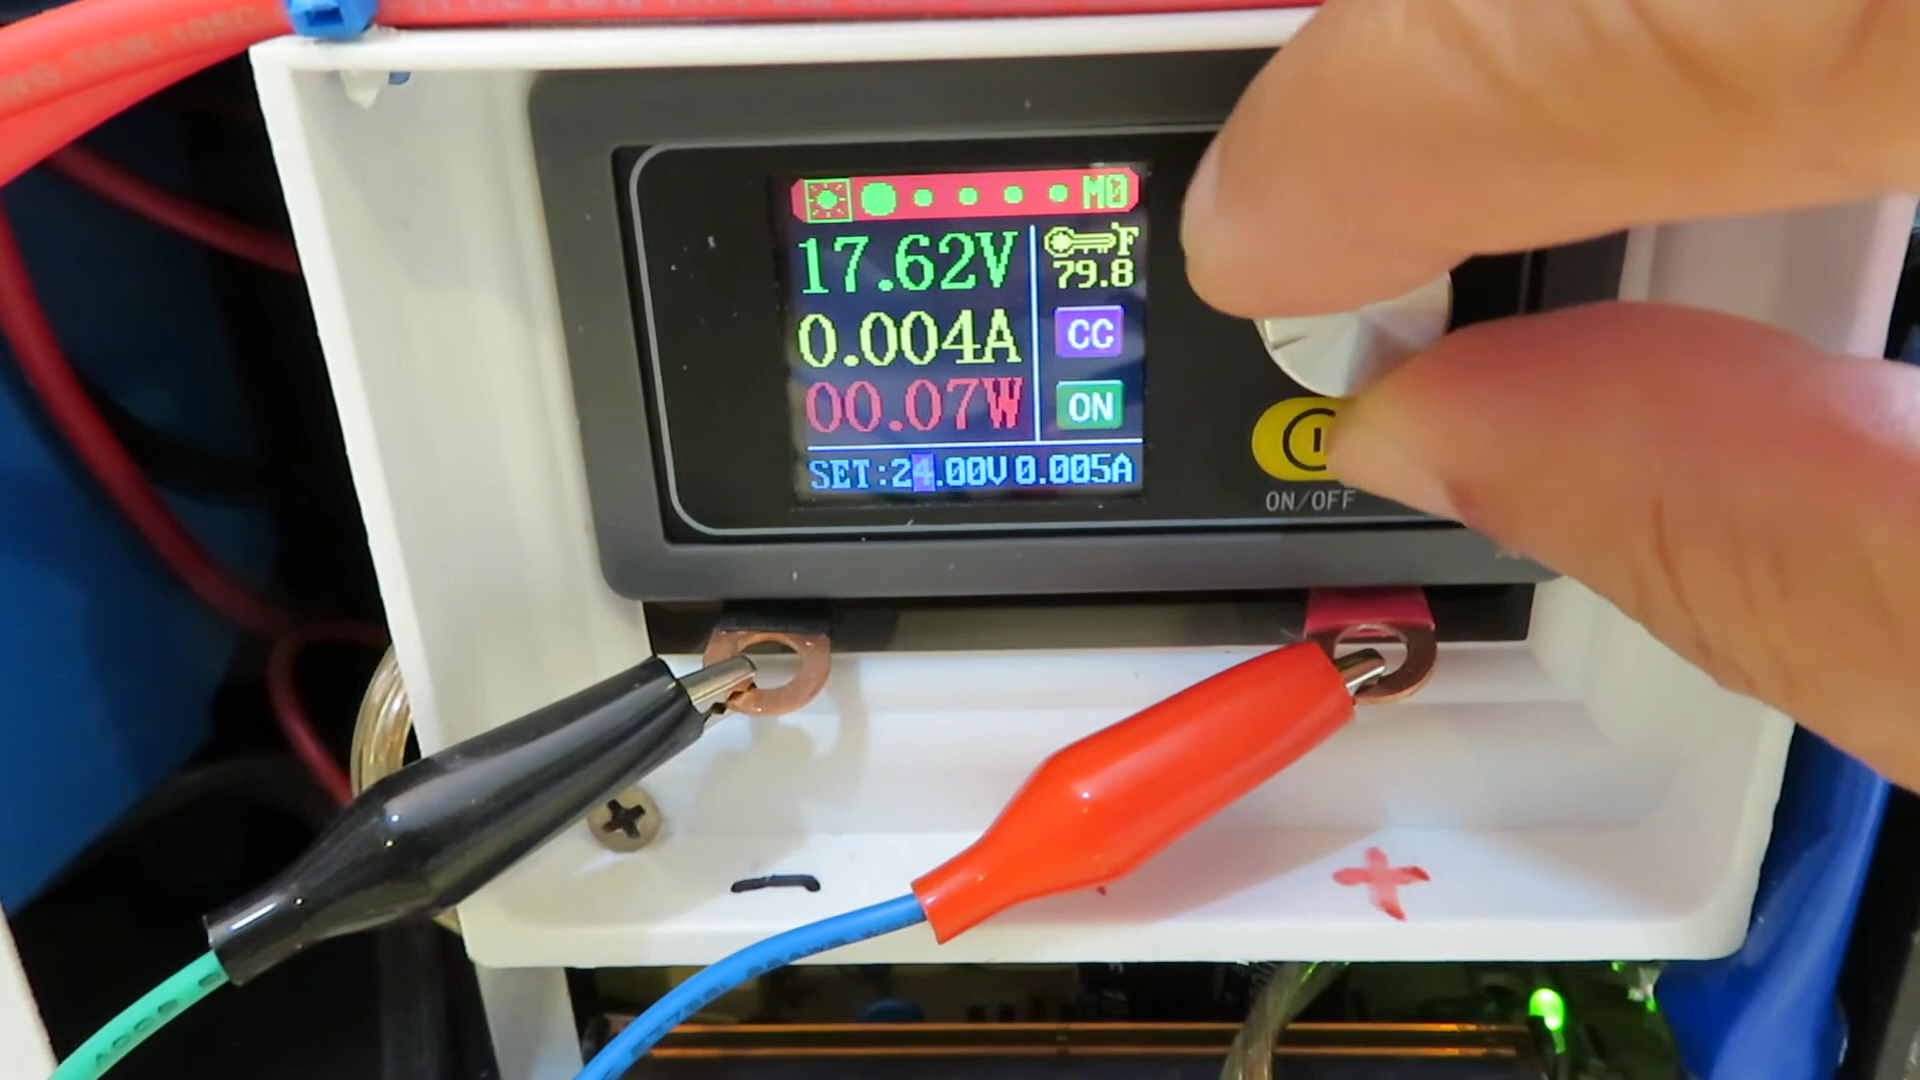 M0
17.62V
F
79.8
0.004A
CC
00.07W
ON
SET:24.00V 0.005A
ON/OFF
-
+